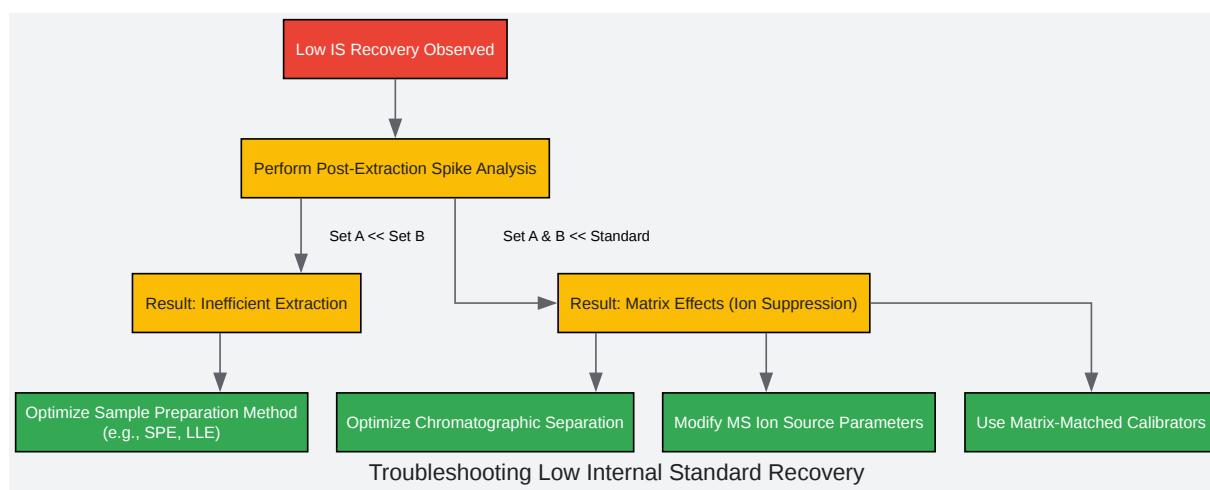 Low IS Recovery Observed
Perform Post-Extraction Spike Analysis
Set A << Set B
Set A & B << Standard
Result: Inefficient Extraction
Result: Matrix Effects (Ion Suppression)
Optimize Sample Preparation Method
(e.g., SPE, LLE)
Optimize Chromatographic Separation
Modify MS Ion Source Parameters
Use Matrix-Matched Calibrators
Troubleshooting Low Internal Standard Recovery